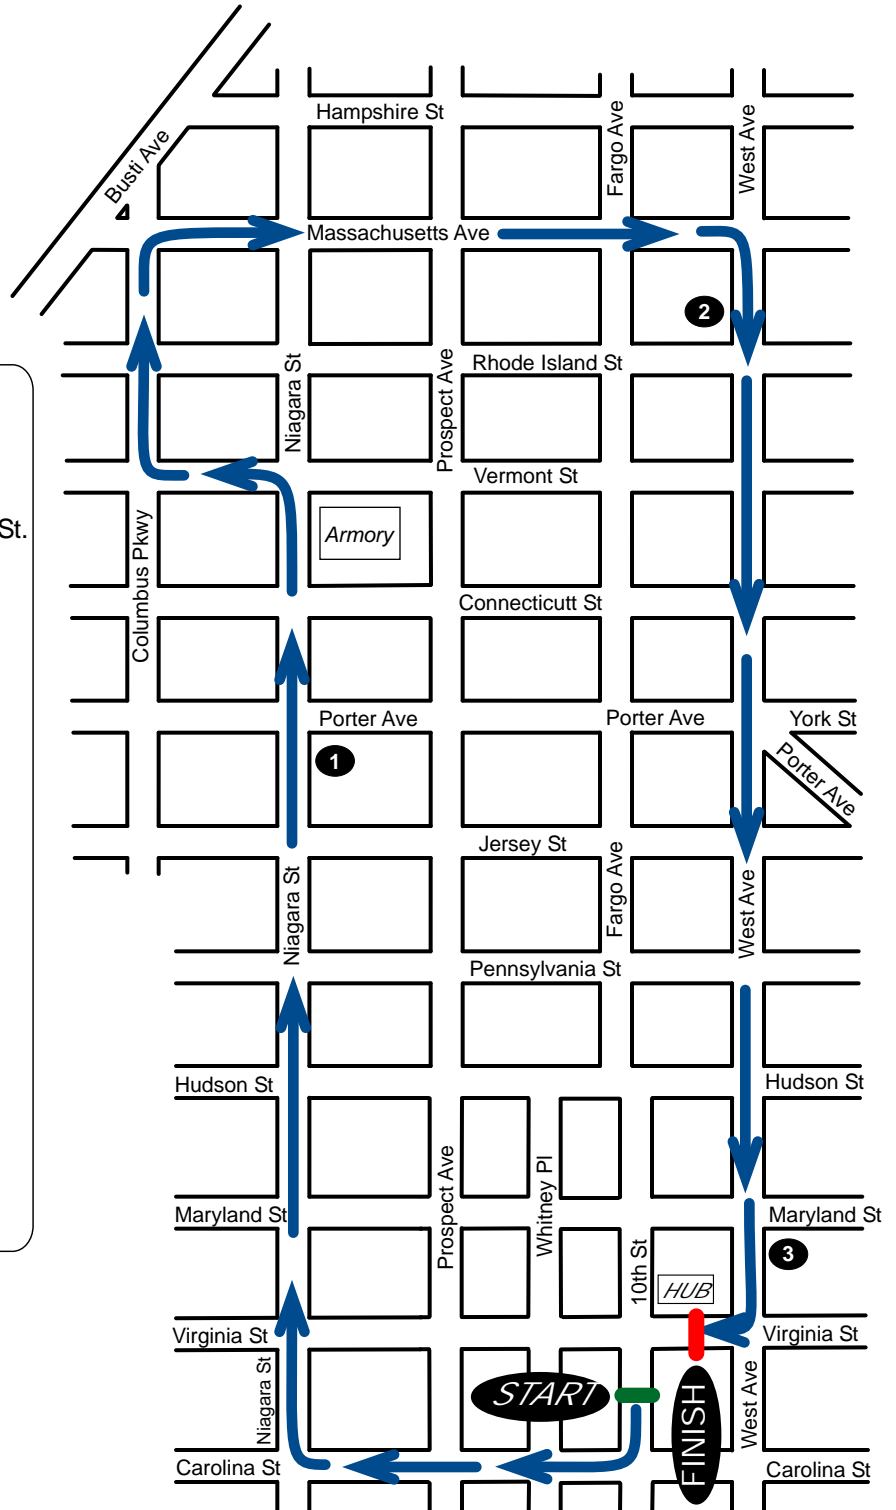 Hampshire St
Fargo Ave
West Ave
Busti Ave
Massachusetts Ave
2
Niagara St
Prospect Ave
Rhode Island St
Vermont St
St.
Armory
Columbus Pkwy
Connecticutt St
Porter Ave
Porter Ave
York St
Porter Ave
1
Jersey St
Niagara St
Fargo Ave
West Ave
Pennsylvania St
Hudson St
Hudson St
Prospect Ave
Whitney Pl
Maryland St
Maryland St
10th St
3
HUB
Virginia St
Virginia St
Niagara St
START
FINISH
West Ave
Carolina St
Carolina St